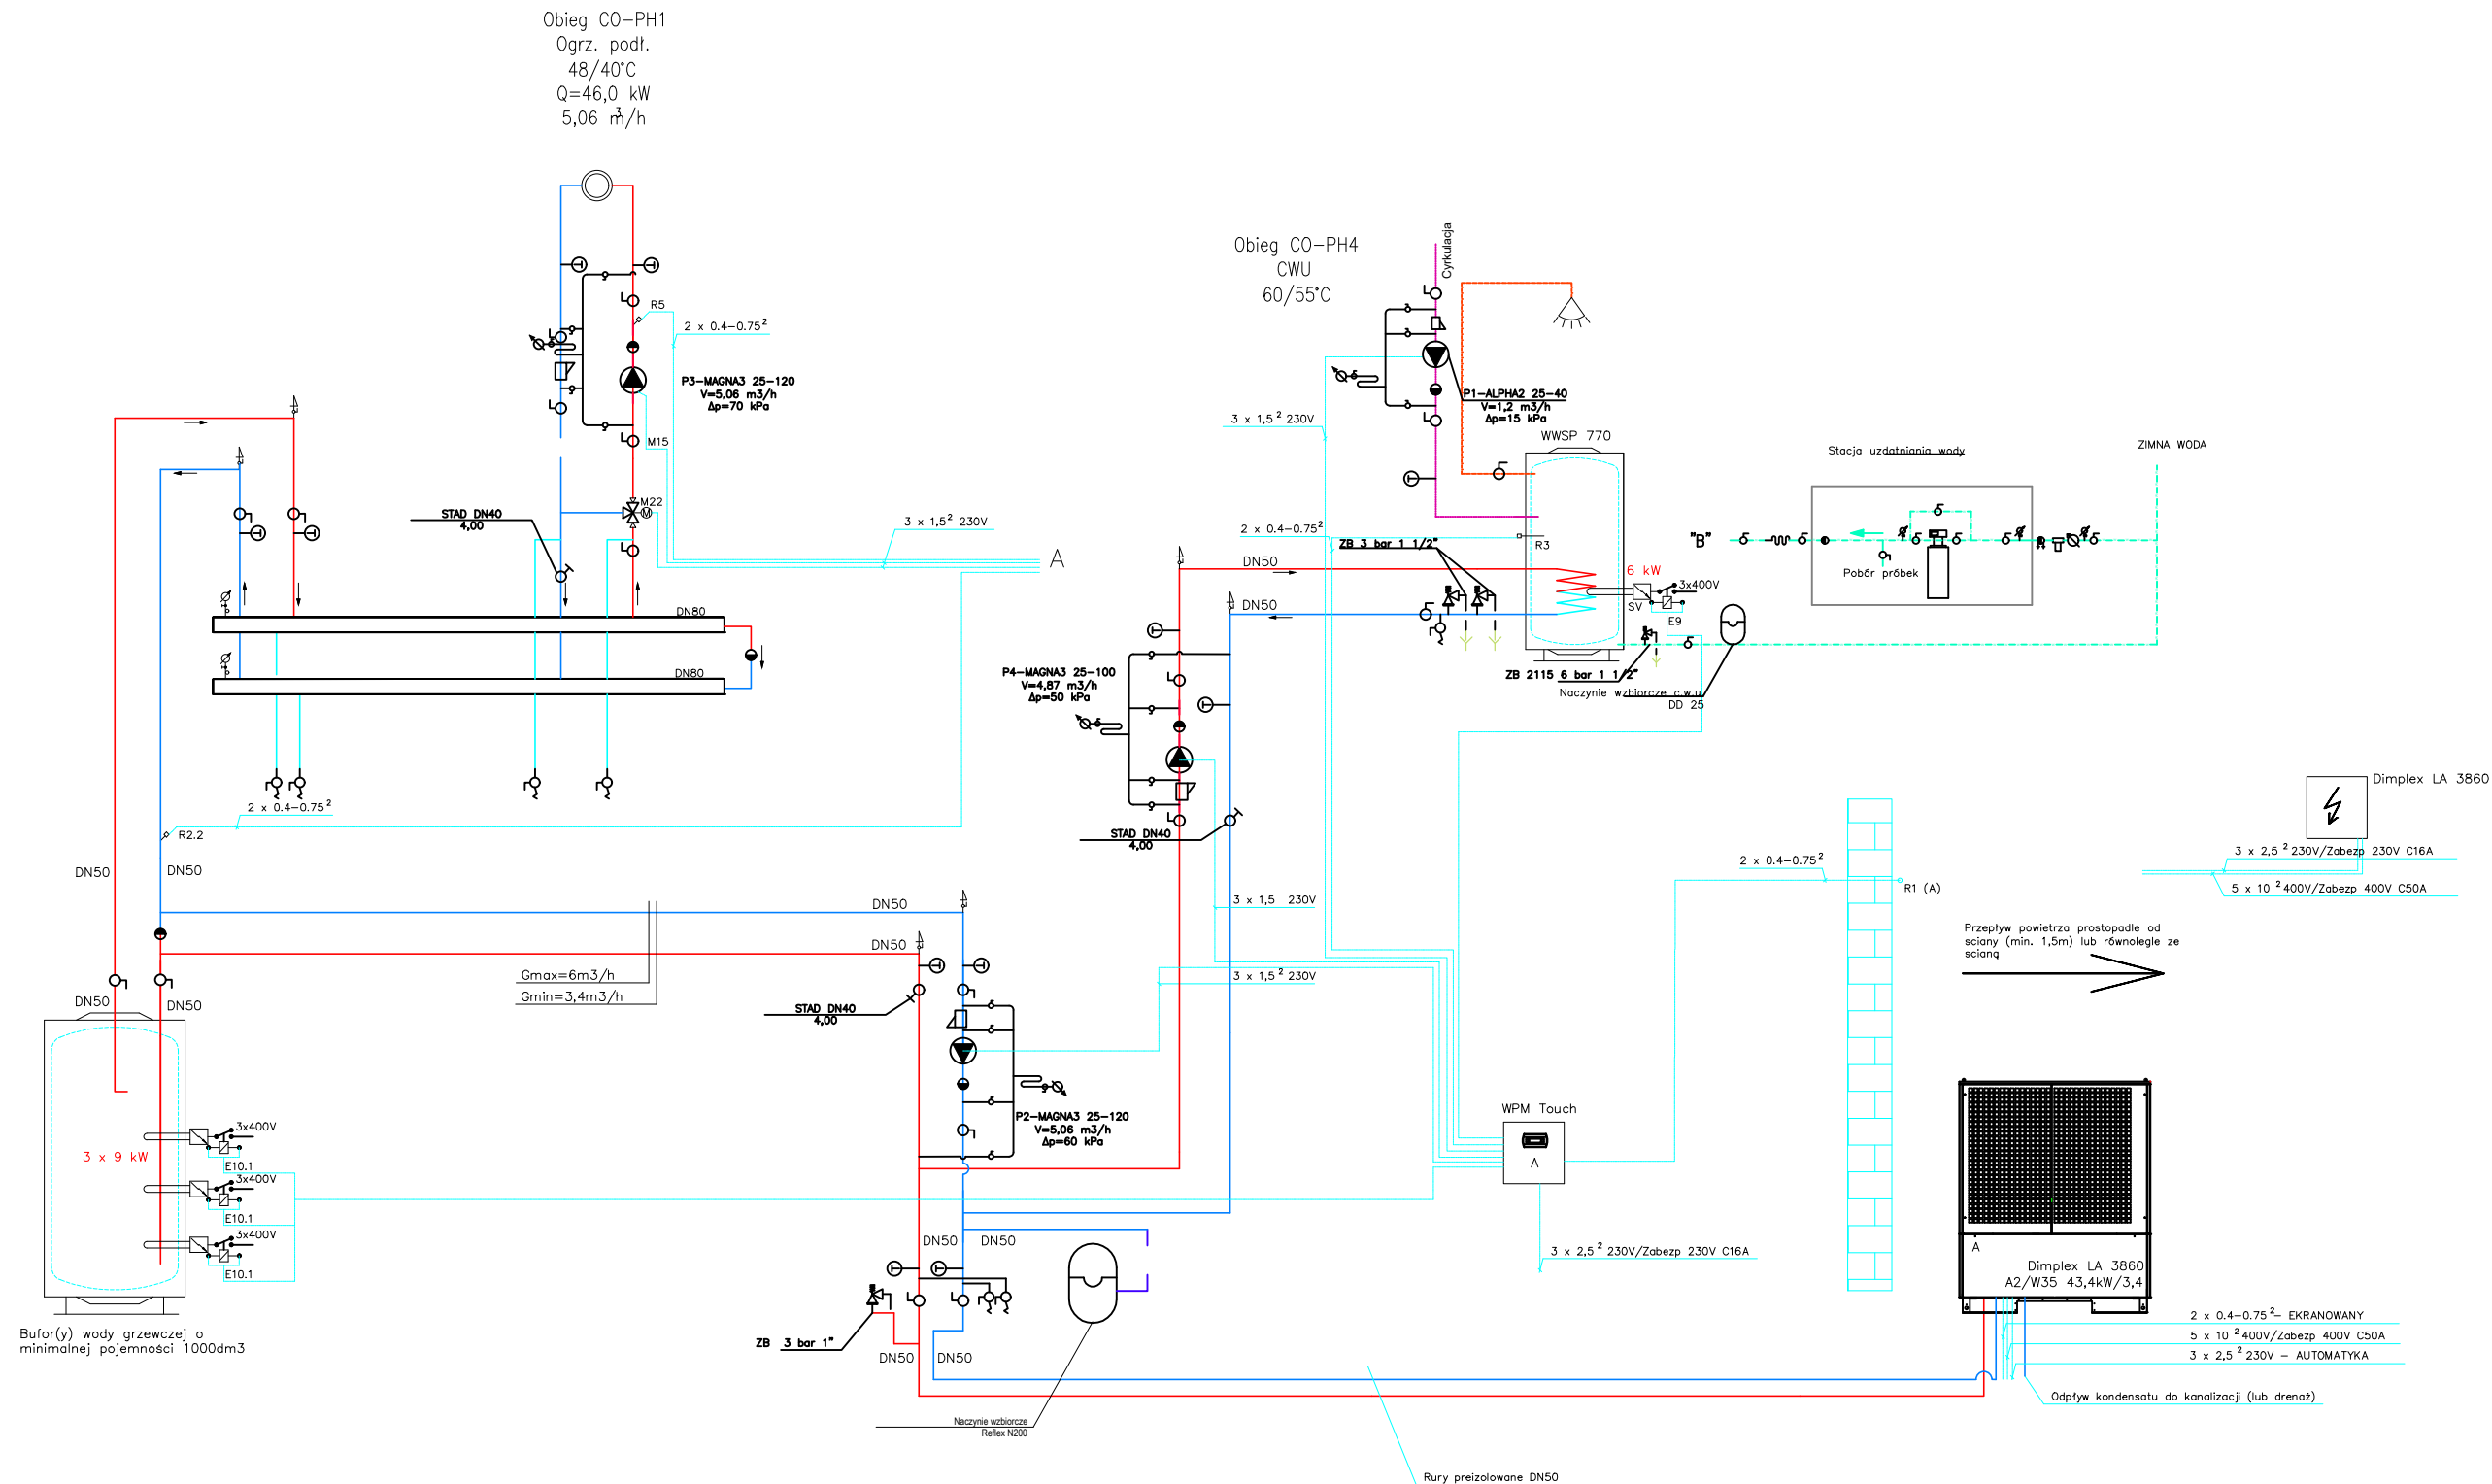 Obieg CO-PH1
Ogrz. podł.
48/40°C
Q=46,0 kW
5,06 m³/h
R5
2 x 0.4-0.75²
P3-MAGNA3 25-120
V=5,06 m3/h
Δp=70 kPa
M15
M22
M
STAD DN40
4,00
3 x 1,5² 230V
A
DN80
DN80
2 x 0.4-0.75²
R2.2
DN50
DN50
DN50
DN50
Gmax=6m3/h
Gmin=3,4m3/h
DN50
DN50
3 x 9 kW
3x400V
E10.1
3x400V
E10.1
3x400V
E10.1
Bufor(y) wody grzewczej o
minimalnej pojemności 1000dm3
Obieg CO-PH4
CWU
60/55°C
Cyrkulacja
P1-ALPHA2 25-40
V=1,2 m3/h
Δp=15 kPa
3 x 1,5² 230V
WWSP 770
2 x 0.4-0.75²
ZB 3 bar 1 1/2"
R3
DN50
DN50
6 kW
3x400V
SV
E9
ZB 2115 6 bar 1 1/2"
Naczynie wzbiorcze c.w.u.
DD 25
Stacja uzdatniania wody
ZIMNA WODA
"B"
Pobór próbek
P4-MAGNA3 25-100
V=4,87 m3/h
Δp=50 kPa
STAD DN40
4,00
3 x 1,5 230V
3 x 1,5² 230V
STAD DN40
4,00
P2-MAGNA3 25-120
V=5,06 m3/h
Δp=60 kPa
DN50
DN50
ZB 3 bar 1"
DN50
DN50
Naczynie wzbiorcze
Reflex N200
WPM Touch
A
3 x 2,5² 230V/Zabezp 230V C16A
2 x 0.4-0.75²
R1 (A)
Dimplex LA 3860
3 x 2,5² 230V/Zabezp 230V C16A
5 x 10² 400V/Zabezp 400V C50A
Przepływ powietrza prostopadle od
sciany (min. 1,5m) lub równolegle ze
scianą
A
Dimplex LA 3860
A2/W35 43,4kW/3,4
2 x 0.4-0.75²- EKRANOWANY
5 x 10² 400V/Zabezp 400V C50A
3 x 2,5² 230V - AUTOMATYKA
Odpływ kondensatu do kanalizacji (lub drenaż)
Rury preizolowane DN50